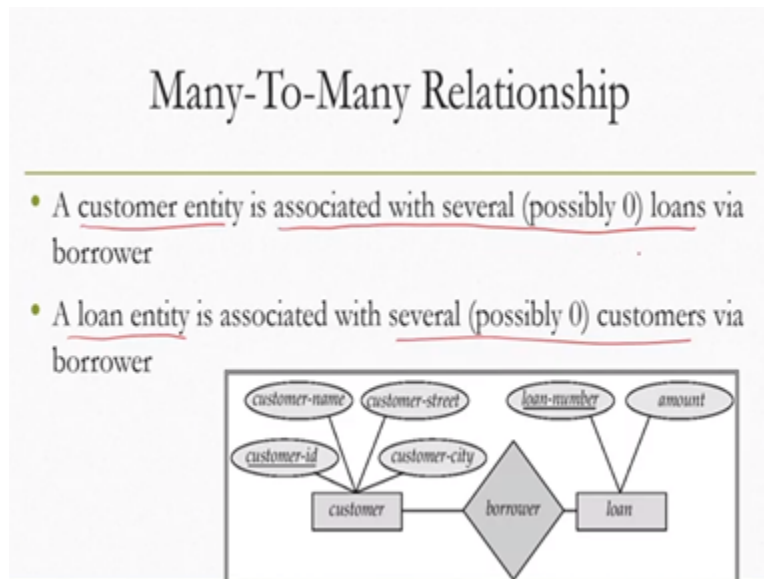 Many-To-Many Relationship
• A customer entity is associated with several (possibly 0) loans via
borrower
• A loan entity is associated with several (possibly 0) customers via
borrower
customer-name customer-street loan-number amount
customer-id customer-city
customer borrower loan